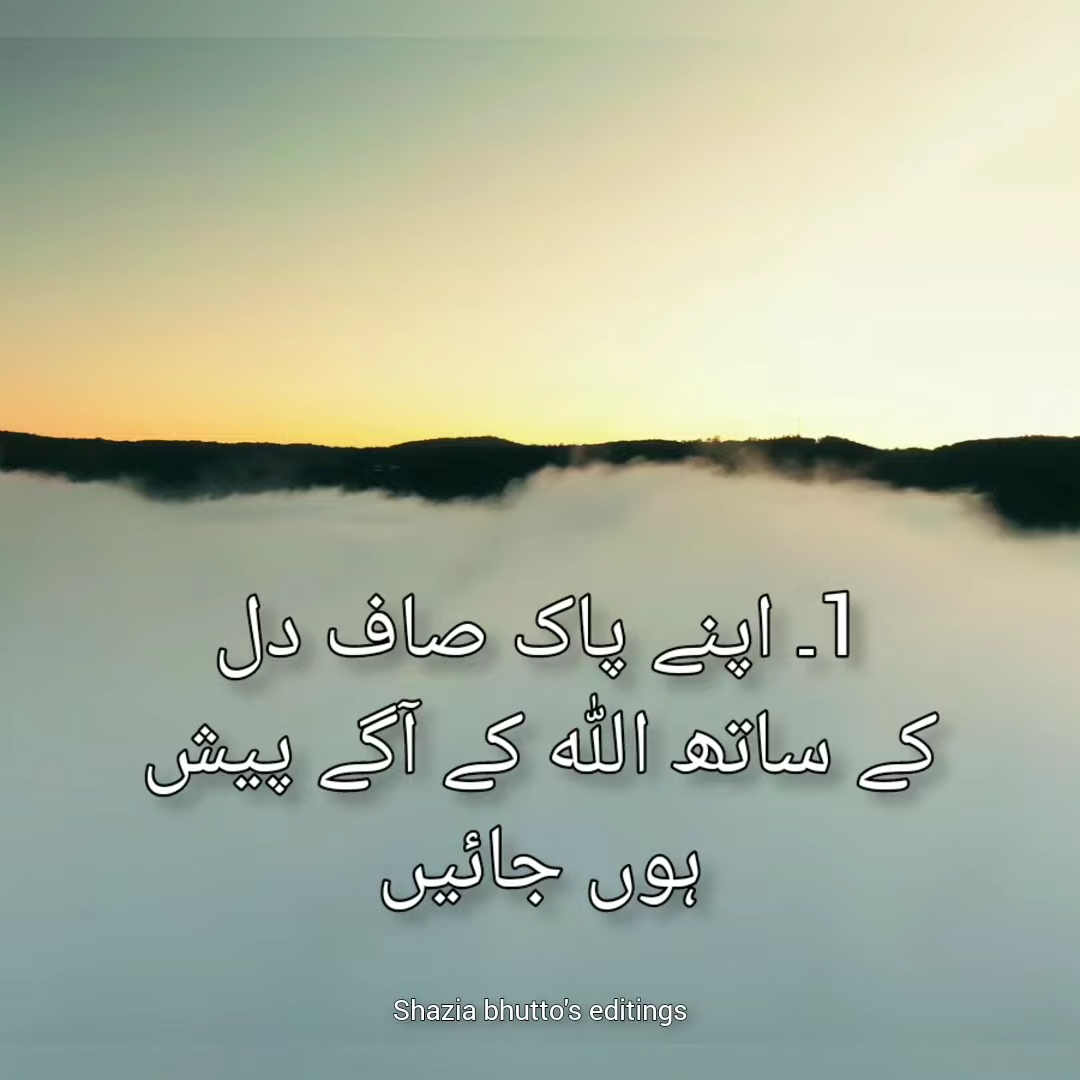 1۔ اپنے پاک صاف دل
کے ساتھ اللہ کے آگے پیش
ہوں جائیں
Shazia bhutto's editings